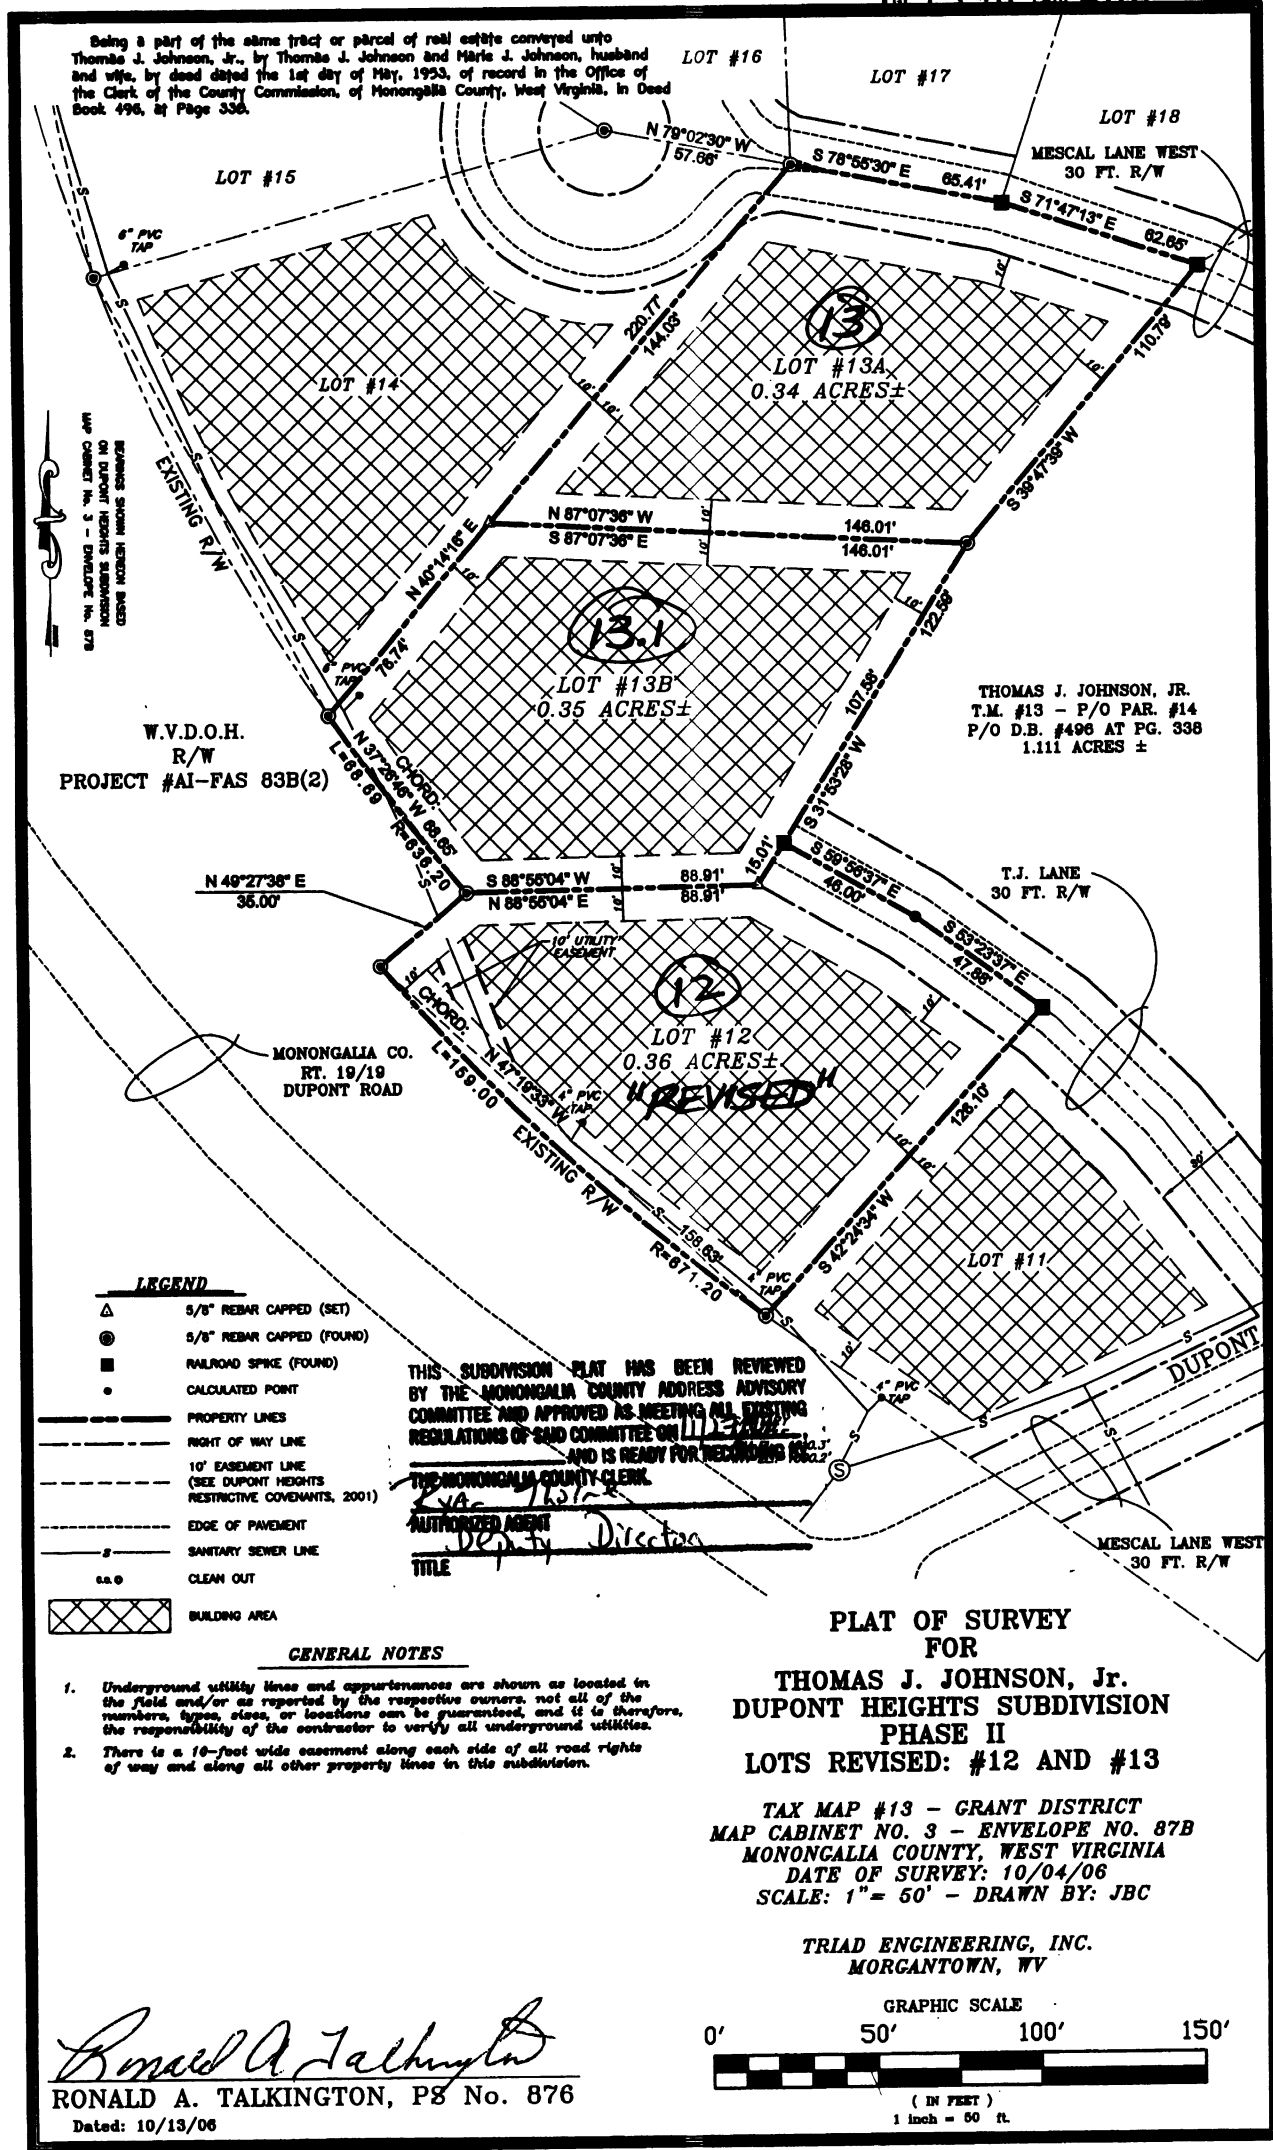 Being a part of the same tract or parcel of real estate conveyed unto
Thomas J. Johnson, Jr., by Thomas J. Johnson and Marie J. Johnson, husband
and wife, by deed dated the 1st day of May, 1953, of record in the Office of
the Clerk of the County Commission, of Monongalia County, West Virginia, in Deed
Book 496, at Page 338.
LOT #16
LOT #17
LOT #18
MESCAL LANE WEST
30 FT. R/W
LOT #15
N 79°02'30" W
57.66'
S 78°55'30" E
65.41'
S 71°47'13" E
62.65'
6" PVC
TAP
S
S
220.77'
144.03'
13
LOT #13A
0.34 ACRES±
10'
10'
110.79'
S 39°47'39" W
LOT #14
10'
10'
BEARINGS SHOWN HEREON BASED
ON DUPONT HEIGHTS SUBDIVISION
MAP CABINET No. 3 - ENVELOPE No. 87B
EXISTING R/W
S
S
N 40°14'16" E
76.74'
N 87°07'36" W
146.01'
S 87°07'36" E
146.01'
10'
10'
10'
10'
122.59'
13.1
LOT #13B
0.35 ACRES±
107.58'
S 31°53'28" W
15.01'
6" PVC
TAP
THOMAS J. JOHNSON, JR.
T.M. #13 - P/O PAR. #14
P/O D.B. #496 AT PG. 338
1.111 ACRES ±
W.V.D.O.H.
R/W
PROJECT #AI-FAS 83B(2)
CHORD:
N 37°26'46" W 68.65'
L=68.69
R=636.20
S
N 49°27'38" E
35.00'
S 88°55'04" W
88.91'
N 88°55'04" E
88.91'
10'
10'
S 59°56'37" E
46.00'
S 53°23'37" E
47.88'
T.J. LANE
30 FT. R/W
10' UTILITY
EASEMENT
10'
12
LOT #12
0.36 ACRES±
"REVISED"
10'
CHORD:
N 47°19'33" W
158.63'
L=159.00
R=671.20
EXISTING R/W
4" PVC
TAP
MONONGALIA CO.
RT. 19/19
DUPONT ROAD
126.10'
S 42°24'34" W
10'
10'
30'
LOT #11
S
4" PVC
TAP
S
10'
4" PVC
TAP
S
S
S
S
S
DUPONT
MESCAL LANE WEST
30 FT. R/W
LEGEND
5/8" REBAR CAPPED (SET)
5/8" REBAR CAPPED (FOUND)
RAILROAD SPIKE (FOUND)
CALCULATED POINT
PROPERTY LINES
RIGHT OF WAY LINE
10' EASEMENT LINE
(SEE DUPONT HEIGHTS
RESTRICTIVE COVENANTS, 2001)
EDGE OF PAVEMENT
S SANITARY SEWER LINE
c.o. CLEAN OUT
BUILDING AREA
THIS SUBDIVISION PLAT HAS BEEN REVIEWED
BY THE MONONGALIA COUNTY ADDRESS ADVISORY
COMMITTEE AND APPROVED AS MEETING ALL EXISTING
REGULATIONS OF SAID COMMITTEE ON
AND IS READY FOR RECORDING
THE MONONGALIA COUNTY CLERK.
AUTHORIZED AGENT
Deputy Director
TITLE
GENERAL NOTES
1. Underground utility lines and appurtenances are shown as located in
the field and/or as reported by the respective owners. not all of the
numbers, types, sizes, or locations can be guaranteed, and it is therefore,
the responsibility of the contractor to verify all underground utilities.
2. There is a 10-foot wide easement along each side of all road rights
of way and along all other property lines in this subdivision.
PLAT OF SURVEY
FOR
THOMAS J. JOHNSON, Jr.
DUPONT HEIGHTS SUBDIVISION
PHASE II
LOTS REVISED: #12 AND #13
TAX MAP #13 - GRANT DISTRICT
MAP CABINET NO. 3 - ENVELOPE NO. 87B
MONONGALIA COUNTY, WEST VIRGINIA
DATE OF SURVEY: 10/04/06
SCALE: 1"= 50' - DRAWN BY: JBC
TRIAD ENGINEERING, INC.
MORGANTOWN, WV
GRAPHIC SCALE
0' 50' 100' 150'
( IN FEET )
1 inch = 50 ft.
Ronald A Talkington
RONALD A. TALKINGTON, PS No. 876
Dated: 10/13/06